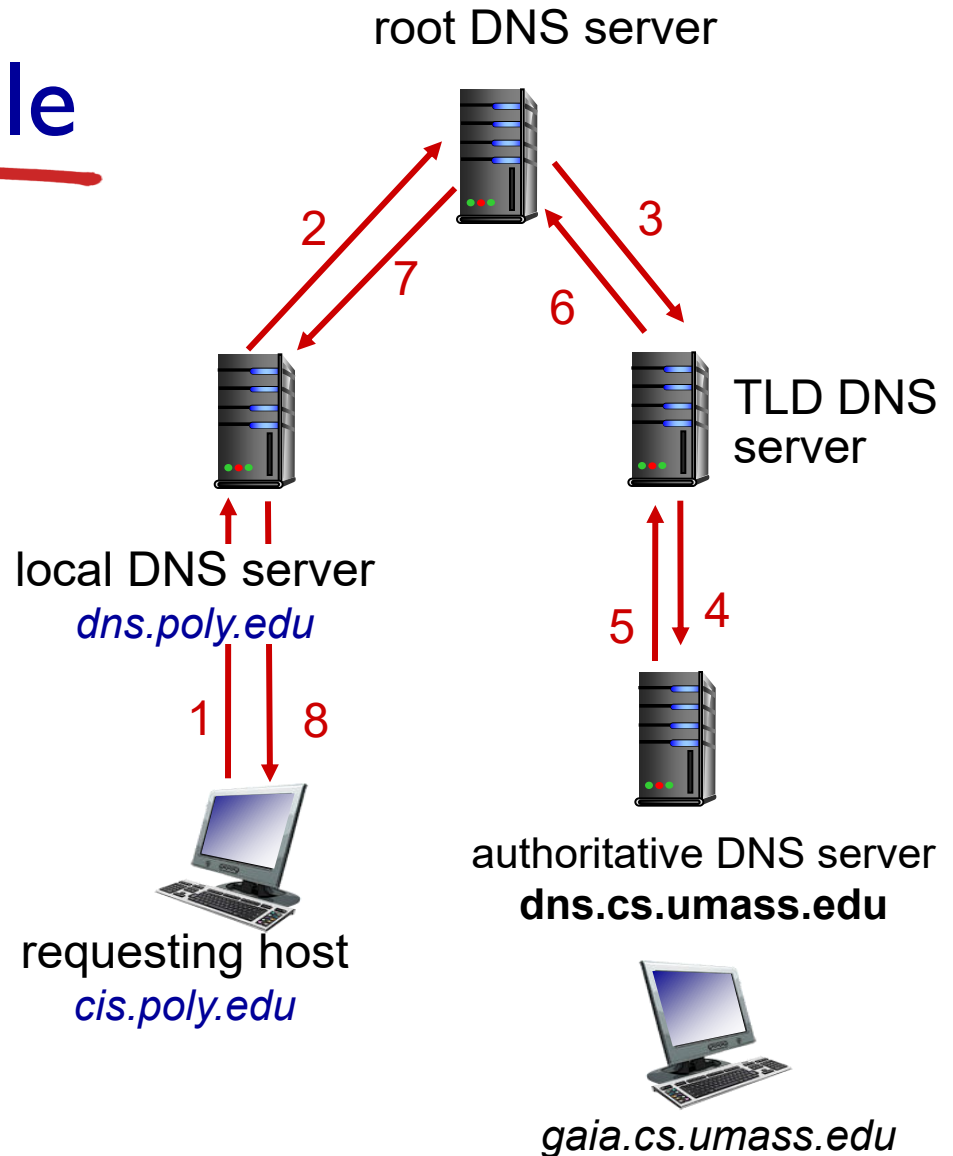 root DNS server
le
2
3
7
6
TLD DNS
server
local DNS server
dns.poly.edu
5
4
1
8
authoritative DNS server
dns.cs.umass.edu
requesting host
cis.poly.edu
gaia.cs.umass.edu